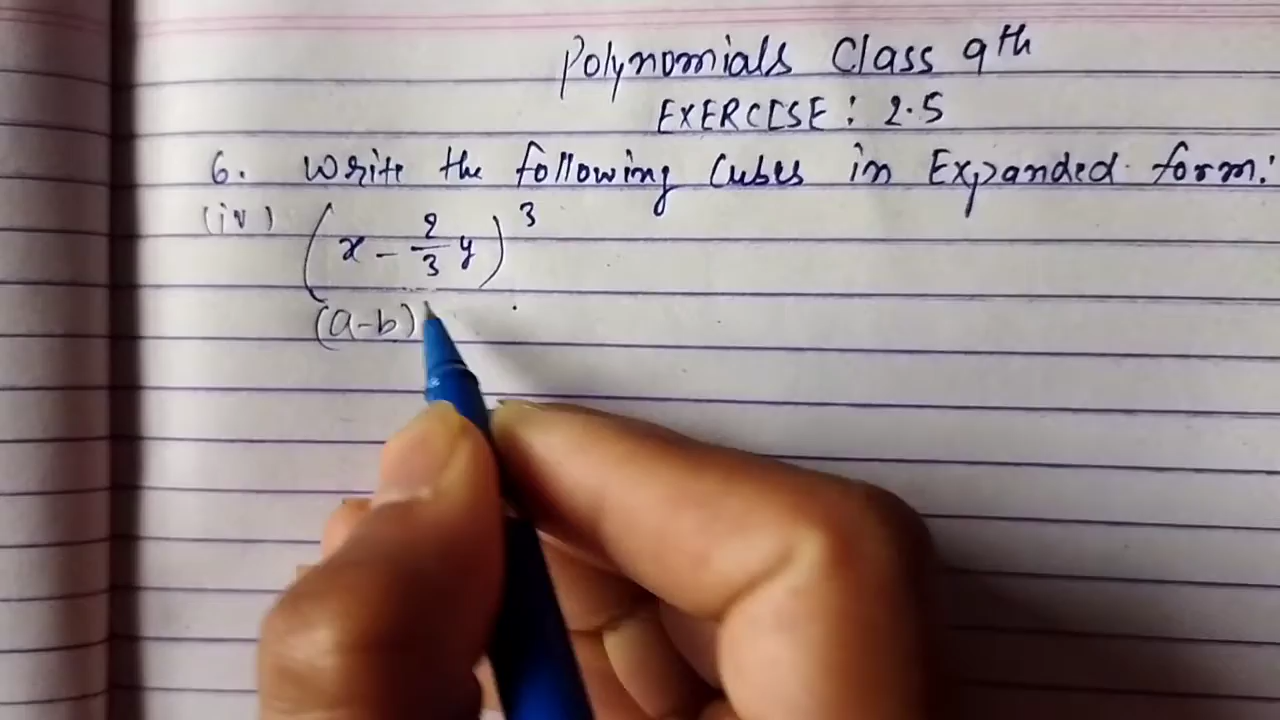 Polynomials Class 9th
EXERCISE: 2.5
6. Write the following Cubes in Expanded form:
(iv) (x - 2/3 y)^3
(a-b)